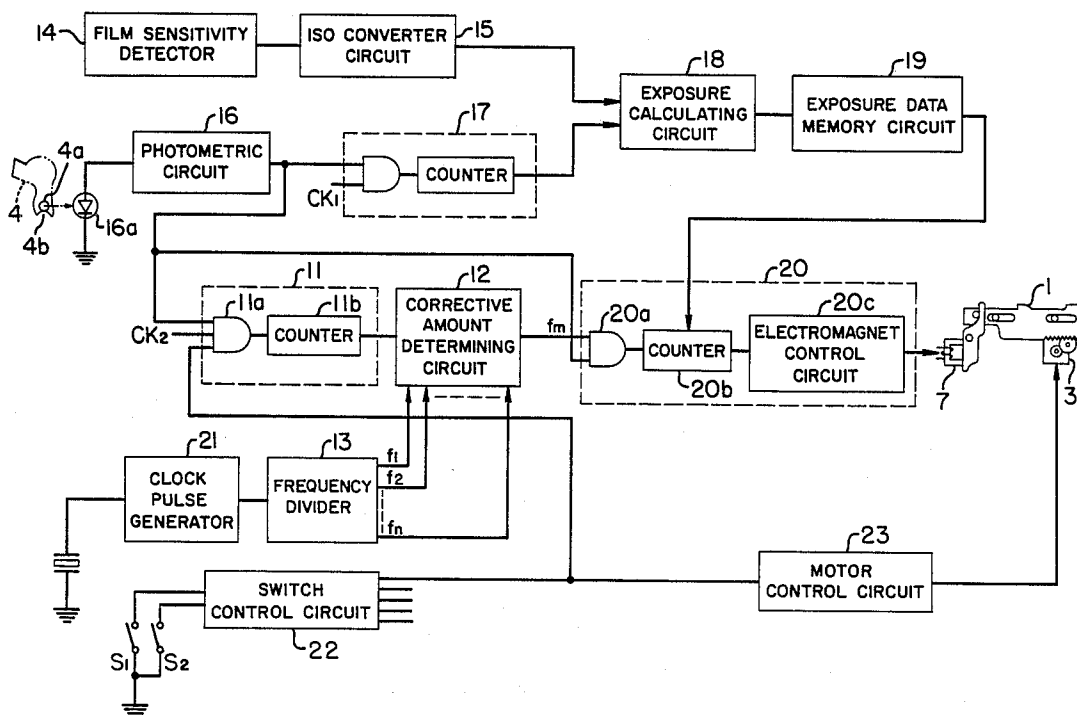 14
FILM SENSITIVITY
DETECTOR
15
ISO CONVERTER
CIRCUIT
18
EXPOSURE
CALCULATING
CIRCUIT
19
EXPOSURE DATA
MEMORY CIRCUIT
16
PHOTOMETRIC
CIRCUIT
17
COUNTER
CK1
4a
4
4b
16a
11
11a
11b
COUNTER
CK2
12
CORRECTIVE
AMOUNT
DETERMINING
CIRCUIT
fm
20
20a
COUNTER
20b
20c
ELECTROMAGNET
CONTROL
CIRCUIT
1
7
3
21
CLOCK
PULSE
GENERATOR
13
FREQUENCY
DIVIDER
f1
f2
fn
SWITCH
CONTROL CIRCUIT
22
S1
S2
23
MOTOR
CONTROL CIRCUIT